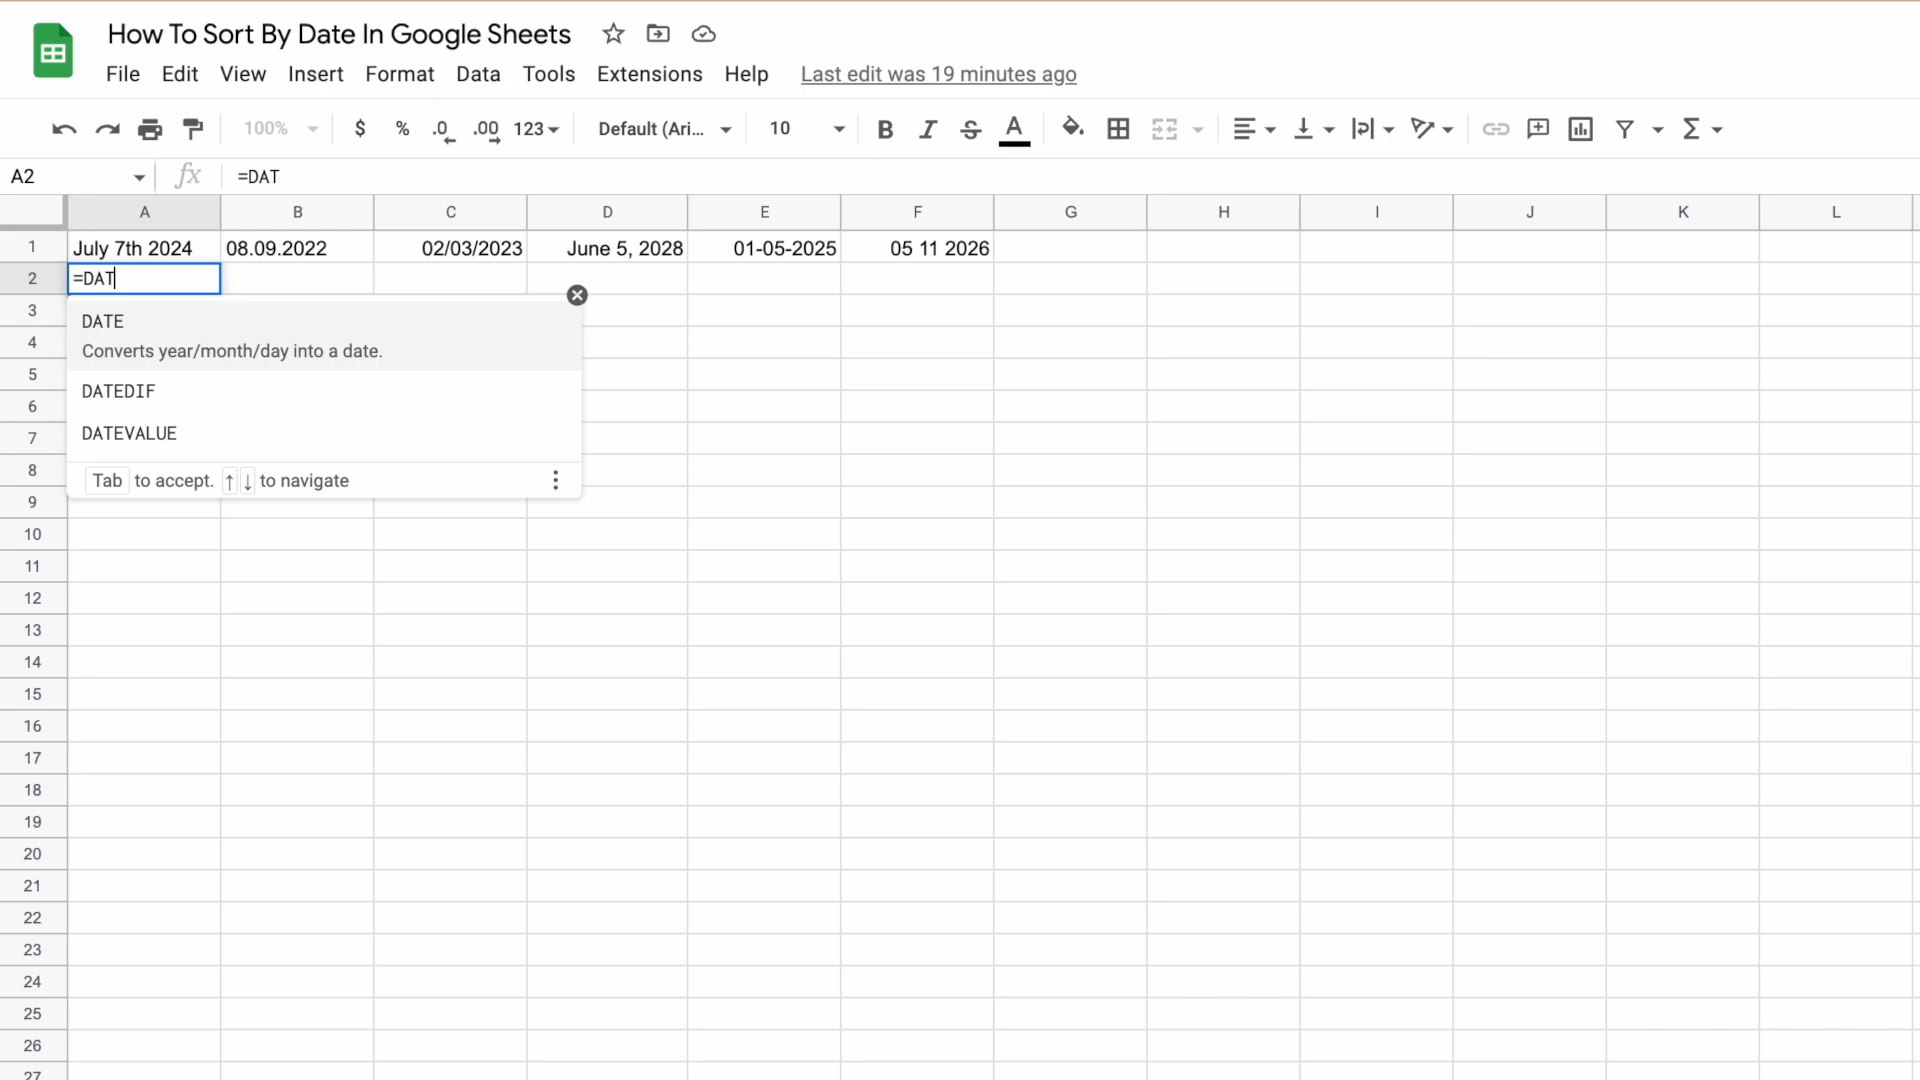 How To Sort By Date In Google Sheets
File Edit View Insert Format Data Tools Extensions Help Last edit was 19 minutes ago
100% $ % .0 .00 123 Default (Ari... 10 B I S A Σ
A2 fx =DAT
A B C D E F G H I J K L
1 July 7th 2024 08.09.2022 02/03/2023 June 5, 2028 01-05-2025 05 11 2026
2 =DAT
3 DATE
Converts year/month/day into a date.
4
5 DATEDIF
6
7 DATEVALUE
8 Tab to accept. ↑ ↓ to navigate
9
10
11
12
13
14
15
16
17
18
19
20
21
22
23
24
25
26
27